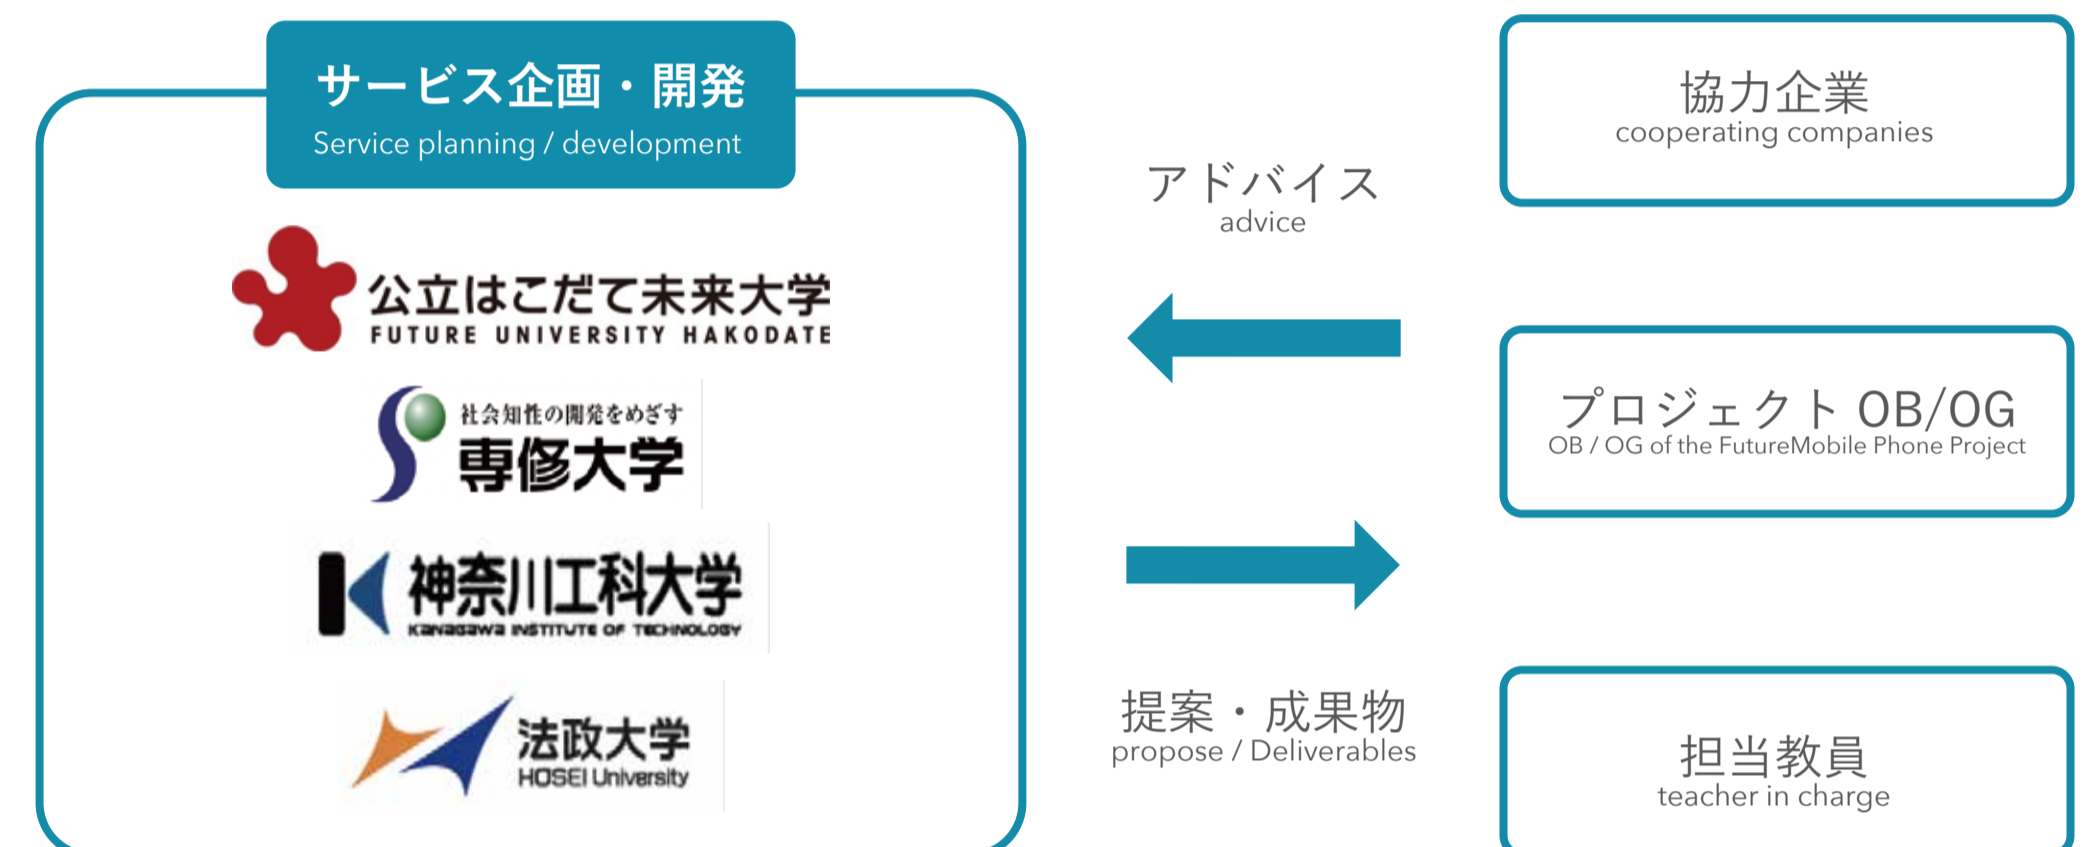 サービス企画・開発
Service planning / development
公立はこだて未来大学
FUTURE UNIVERSITY HAKODATE
社会知性の開発をめざす
専修大学
神奈川工科大学
KANAGAWA INSTITUTE OF TECHNOLOGY
法政大学
HOSEI University
アドバイス
advice
提案・成果物
propose / Deliverables
協力企業
cooperating companies
プロジェクト OB/OG
OB / OG of the FutureMobile Phone Project
担当教員
teacher in charge